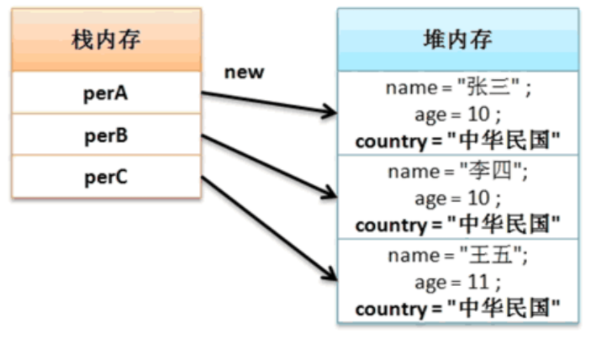 栈内存
堆内存
new
perA
perB
perC
name = "张三" ;
age = 10 ;
country = "中华民国"
name = "李四";
age = 10 ;
country = "中华民国"
name = "王五";
age = 11 ;
country = "中华民国"